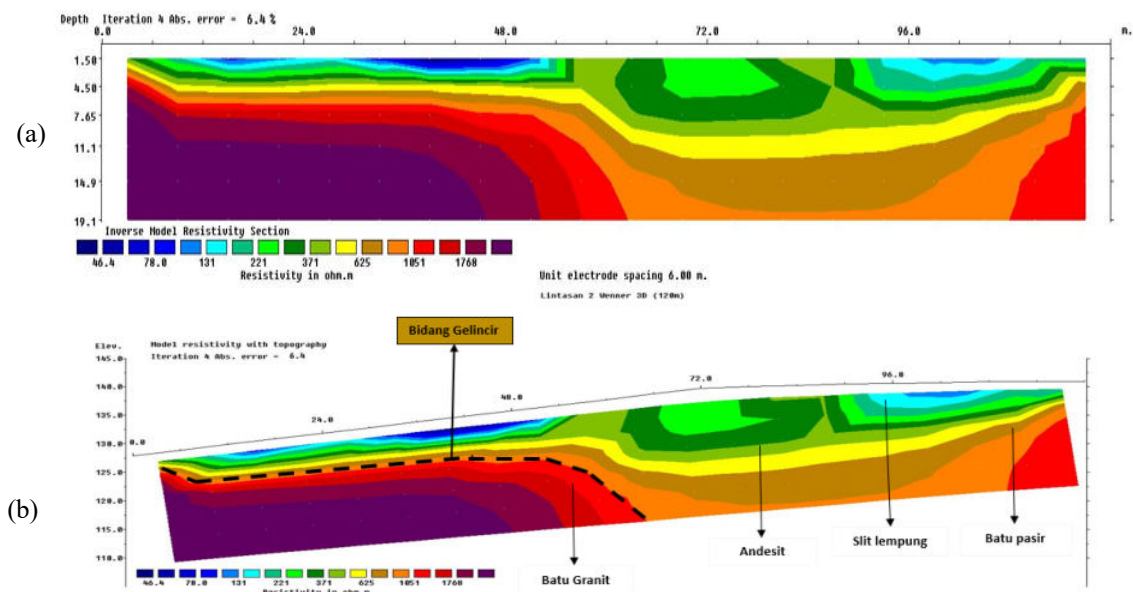 Depth Iteration 4 Abs. error = 6.4 %
0.0 24.0 48.0 72.0 96.0 m.
1.50
4.50
7.65
11.1
14.9
19.1
(a)
Inverse Model Resistivity Section
46.4 78.0 131 221 371 625 1051 1768
Resistivity in ohm.m
Unit electrode spacing 6.00 m.
Lintasan 2 Wenner 3D (120m)
Bidang Gelincir
Elev. Model resistivity with topography
Iteration 4 Abs. error = 6.4
145.0
140.0
135.0
130.0
125.0
120.0
115.0
110.0
0.0 24.0 48.0 72.0 96.0
(b)
Andesit
Slit lempung
Batu pasir
Batu Granit
46.4 78.0 131 221 371 625 1051 1768
Resistivity in ohm.m